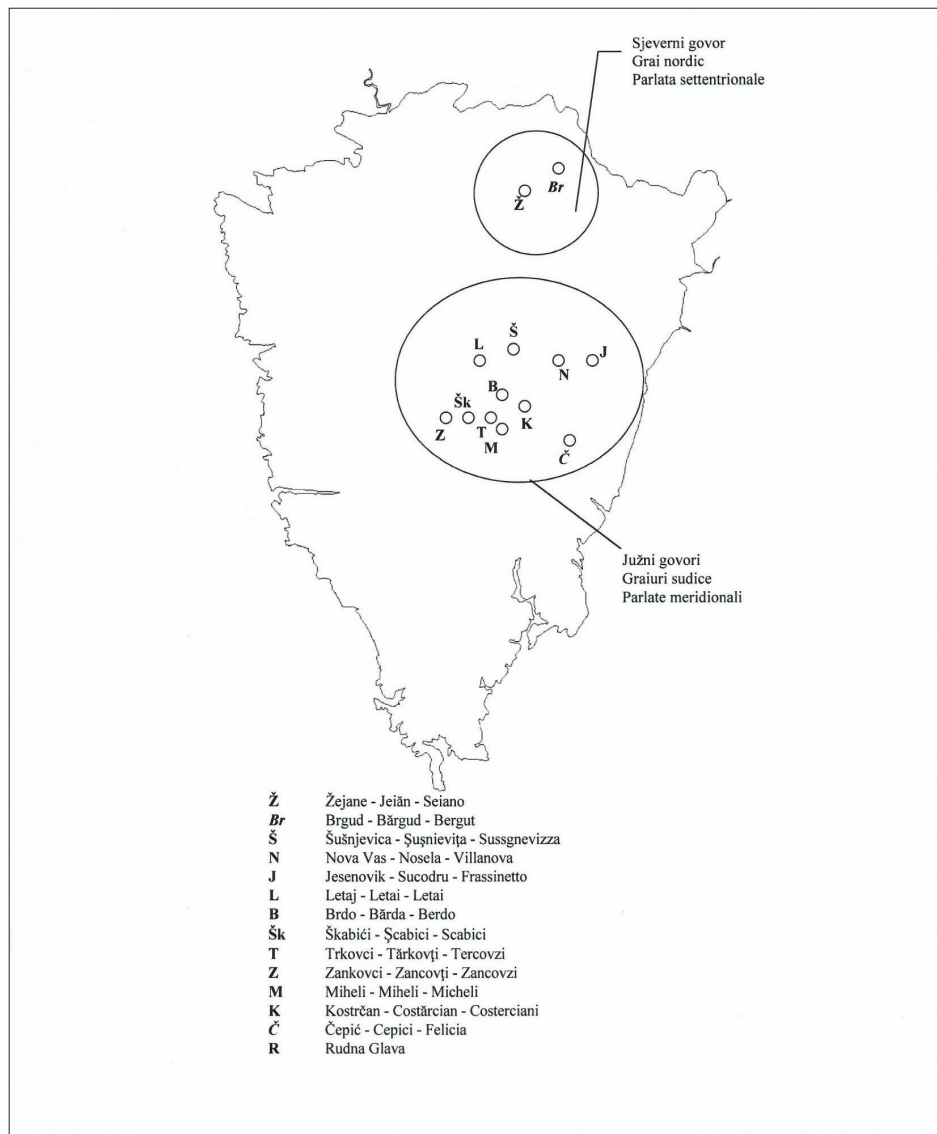 Sjeverni govor
Grai nordic
Parlata settentrionale
Br
Ž
Š
L
J
N
B
Šk
K
Z
T
M
Č
Južni govori
Graiuri sudice
Parlate meridionali
Ž Žejane - Jeiăn - Seiano
Br Brgud - Bărgud - Bergut
Š Šušnjevica - Şuşnieviţa - Sussgnevizza
N Nova Vas - Nosela - Villanova
J Jesenovik - Sucodru - Frassinetto
L Letaj - Letai - Letai
B Brdo - Bărda - Berdo
Šk Škabići - Şcabici - Scabici
T Trkovci - Tărkovţi - Tercovzi
Z Zankovci - Zancovţi - Zancovzi
M Miheli - Miheli - Micheli
K Kostrčan - Costărcian - Costerciani
Č Čepić - Cepici - Felicia
R Rudna Glava